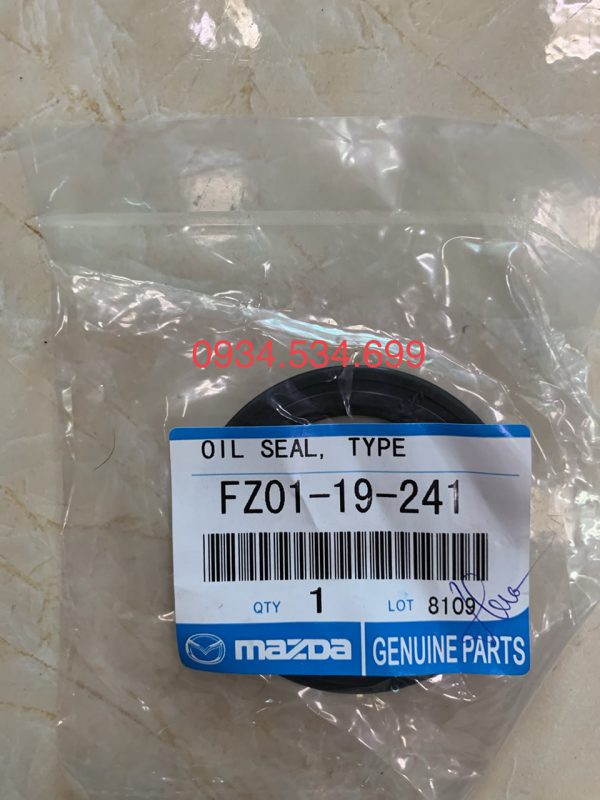 0934.534.699
OIL SEAL, TYPE
FZ01-19-241
QTY 1 LOT 8109
mazda GENUINE PARTS